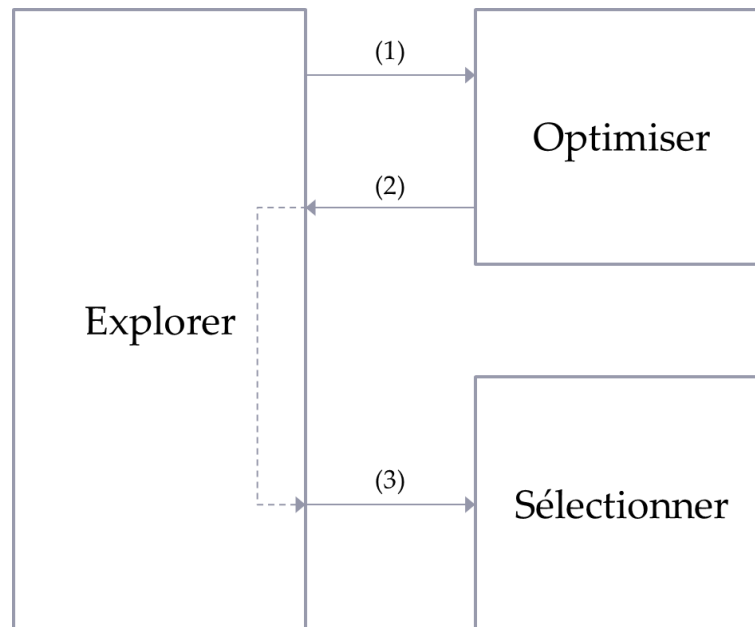 (1)
Optimiser
(2)
Explorer
(3)
Sélectionner